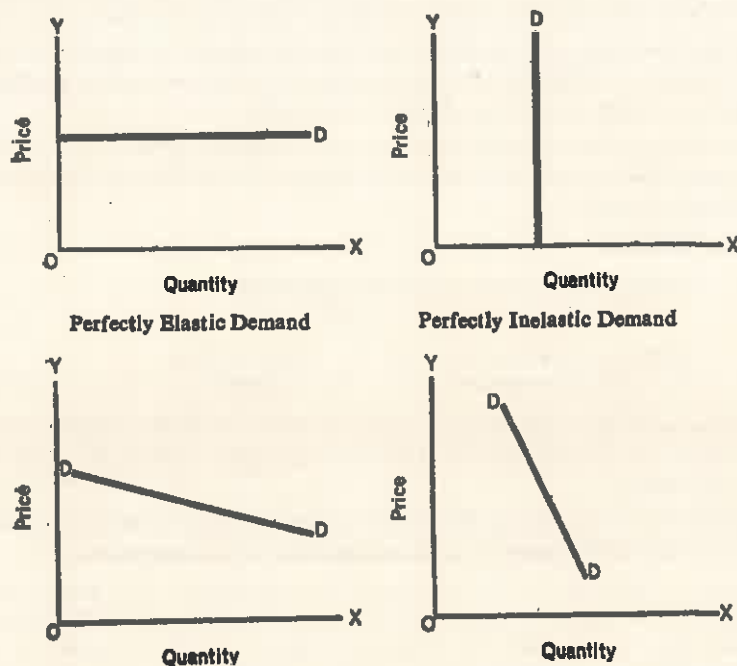 Y
Price
D
O
X
Quantity
Perfectly Elastic Demand
Y
D
Price
O
X
Quantity
Perfectly Inelastic Demand
Y
D
Price
D
O
X
Quantity
Y
D
Price
D
O
X
Quantity